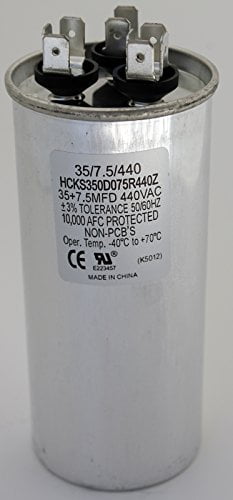 35/7.5/440
HCKS350D075R440Z
35+7.5MFD 440VAC
±3% TOLERANCE 50/60HZ
10,000 AFC PROTECTED
NON-PCB'S
Oper. Temp. -40°C to +70°C
CE RU
E223457
(K5012)
MADE IN CHINA